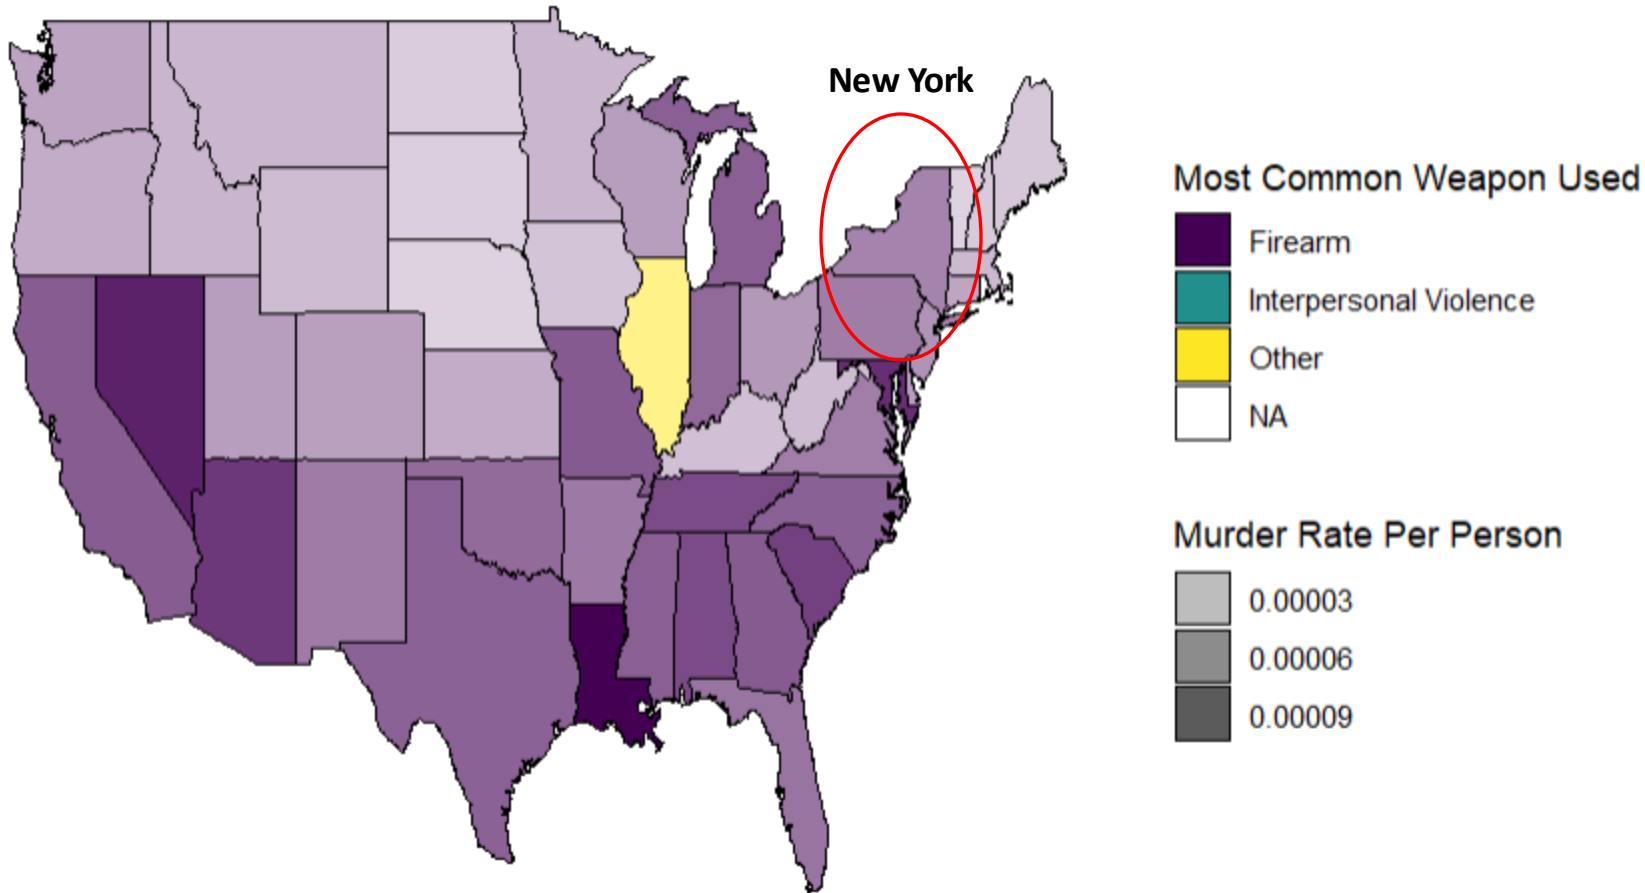 New York
Most Common Weapon Used
Firearm
Interpersonal Violence
Other
NA
Murder Rate Per Person
0.00003
0.00006
0.00009